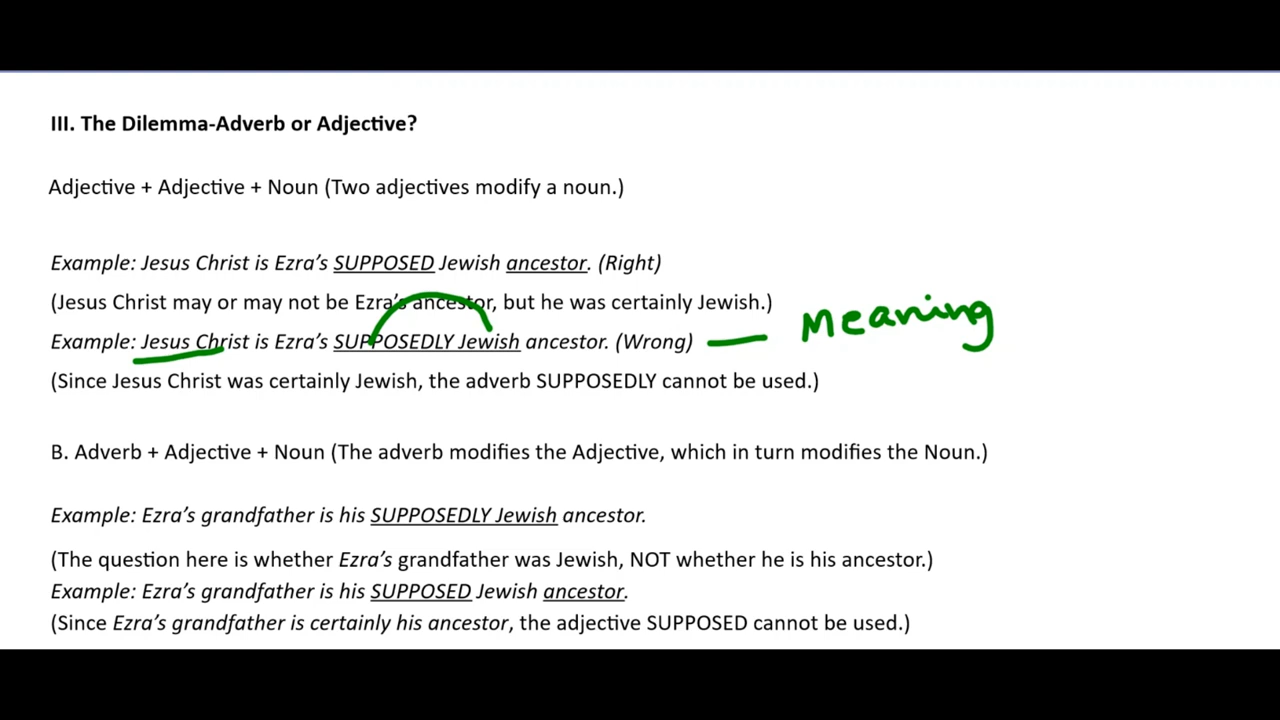 III. The Dilemma-Adverb or Adjective?
Adjective + Adjective + Noun (Two adjectives modify a noun.)
Example: Jesus Christ is Ezra’s SUPPOSED Jewish ancestor. (Right)
(Jesus Christ may or may not be Ezra’s ancestor, but he was certainly Jewish.)
Example: Jesus Christ is Ezra’s SUPPOSEDLY Jewish ancestor. (Wrong) — Meaning
(Since Jesus Christ was certainly Jewish, the adverb SUPPOSEDLY cannot be used.)
B. Adverb + Adjective + Noun (The adverb modifies the Adjective, which in turn modifies the Noun.)
Example: Ezra’s grandfather is his SUPPOSEDLY Jewish ancestor.
(The question here is whether Ezra’s grandfather was Jewish, NOT whether he is his ancestor.)
Example: Ezra’s grandfather is his SUPPOSED Jewish ancestor.
(Since Ezra’s grandfather is certainly his ancestor, the adjective SUPPOSED cannot be used.)